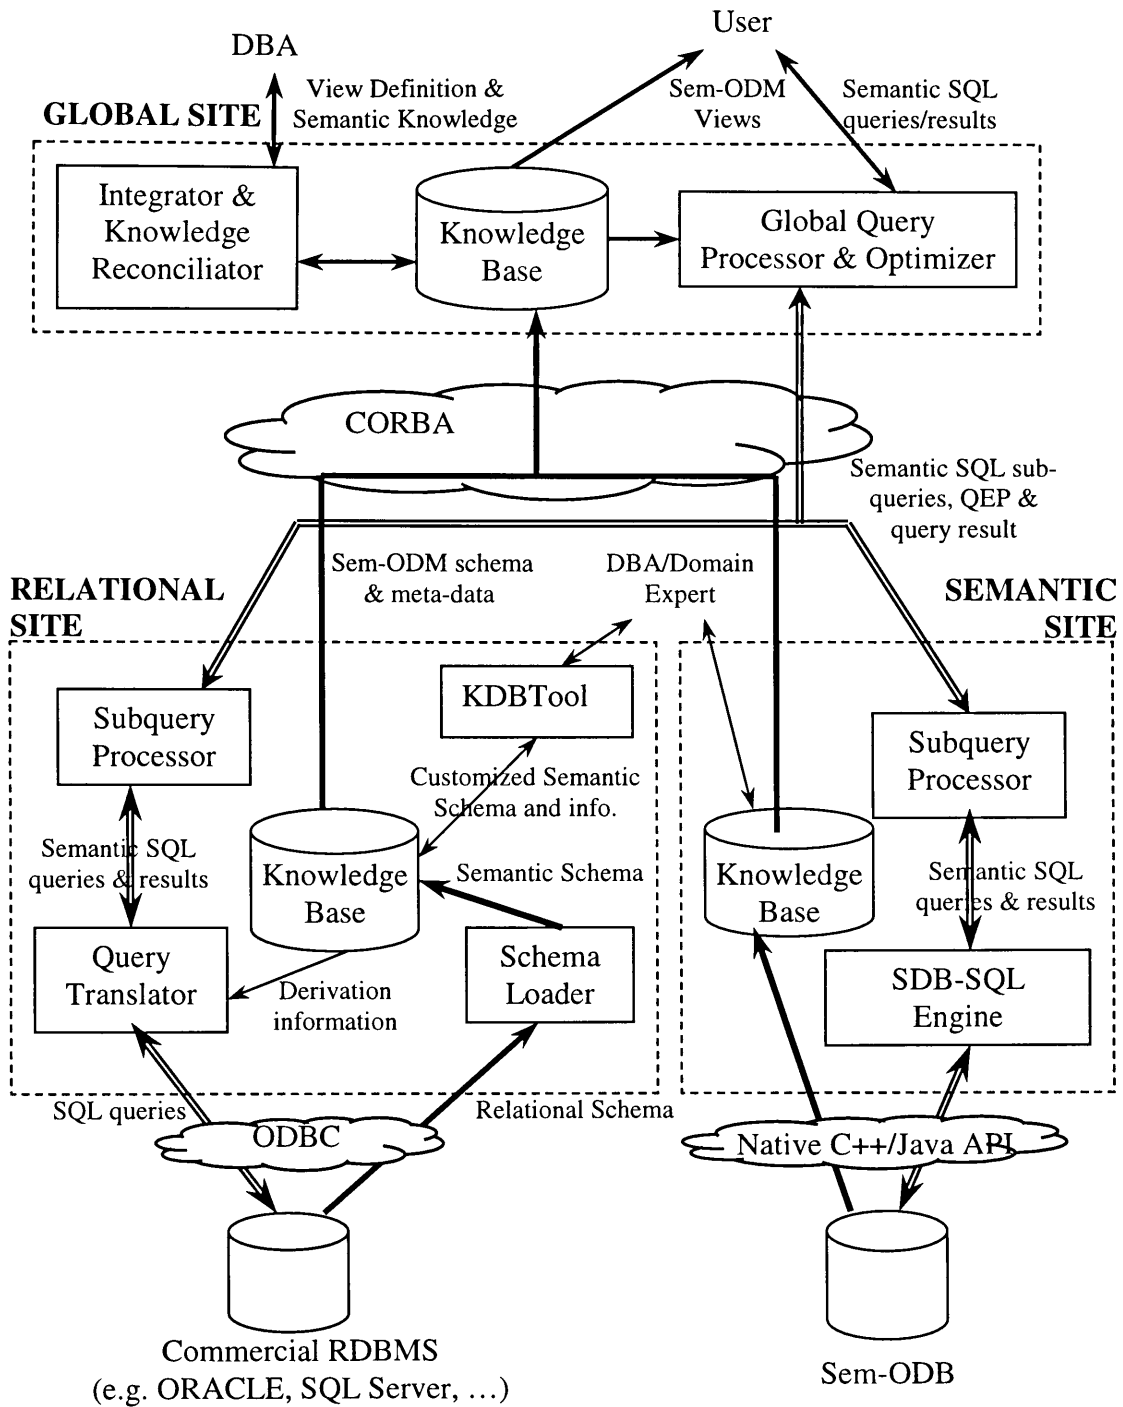 User
DBA
View Definition &
Semantic Knowledge
Sem-ODM
Views
Semantic SQL
queries/results
GLOBAL SITE
Integrator &
Knowledge
Reconciliator
Knowledge
Base
Global Query
Processor & Optimizer
CORBA
Semantic SQL sub-
queries, QEP &
query result
Sem-ODM schema
& meta-data
DBA/Domain
Expert
RELATIONAL
SITE
SEMANTIC
SITE
KDBTool
Subquery
Processor
Customized Semantic
Schema and info.
Semantic SQL
queries & results
Knowledge
Base
Semantic Schema
Query
Translator
Derivation
information
Schema
Loader
Subquery
Processor
Knowledge
Base
Semantic SQL
queries & results
SDB-SQL
Engine
SQL queries
Relational Schema
ODBC
Native C++/Java API
Commercial RDBMS
(e.g. ORACLE, SQL Server, …)
Sem-ODB